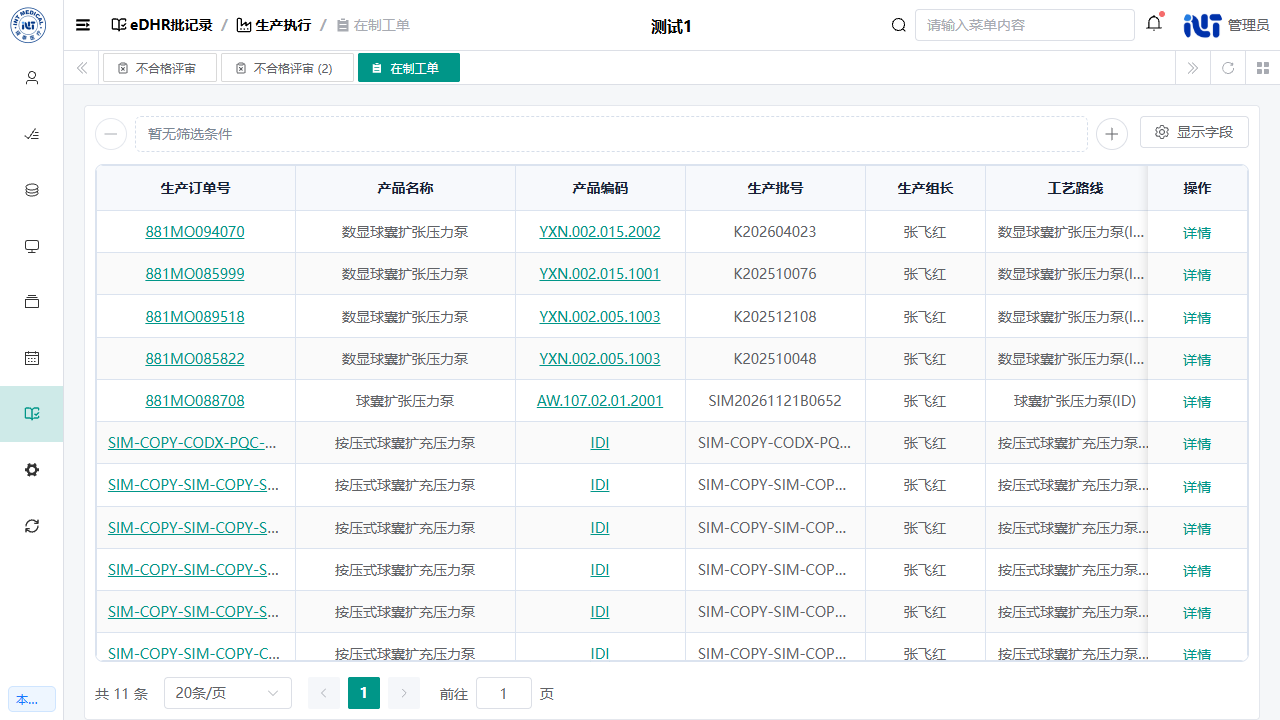 eDHR批记录 / 生产执行 / 在制工单
测试1
请输入菜单内容
管理员
不合格评审
不合格评审 (2)
在制工单
暂无筛选条件
显示字段
生产订单号 产品名称 产品编码 生产批号 生产组长 工艺路线 操作
881MO094070 数显球囊扩张压力泵 YXN.002.015.2002 K202604023 张飞红 数显球囊扩张压力泵(I... 详情
881MO085999 数显球囊扩张压力泵 YXN.002.015.1001 K202510076 张飞红 数显球囊扩张压力泵(I... 详情
881MO089518 数显球囊扩张压力泵 YXN.002.005.1003 K202512108 张飞红 数显球囊扩张压力泵(I... 详情
881MO085822 数显球囊扩张压力泵 YXN.002.005.1003 K202510048 张飞红 数显球囊扩张压力泵(I... 详情
881MO088708 球囊扩张压力泵 AW.107.02.01.2001 SIM20261121B0652 张飞红 球囊扩张压力泵(ID) 详情
SIM-COPY-CODX-PQC-... 按压式球囊扩充压力泵 IDI SIM-COPY-CODX-PQ... 张飞红 按压式球囊扩充压力泵... 详情
SIM-COPY-SIM-COPY-S... 按压式球囊扩充压力泵 IDI SIM-COPY-SIM-COP... 张飞红 按压式球囊扩充压力泵... 详情
SIM-COPY-SIM-COPY-S... 按压式球囊扩充压力泵 IDI SIM-COPY-SIM-COP... 张飞红 按压式球囊扩充压力泵... 详情
SIM-COPY-SIM-COPY-S... 按压式球囊扩充压力泵 IDI SIM-COPY-SIM-COP... 张飞红 按压式球囊扩充压力泵... 详情
SIM-COPY-SIM-COPY-S... 按压式球囊扩充压力泵 IDI SIM-COPY-SIM-COP... 张飞红 按压式球囊扩充压力泵... 详情
SIM-COPY-SIM-COPY-C... 按压式球囊扩充压力泵 IDI SIM-COPY-SIM-COP... 张飞红 按压式球囊扩充压力泵... 详情
共 11 条 20条/页 1 前往 1 页
本...